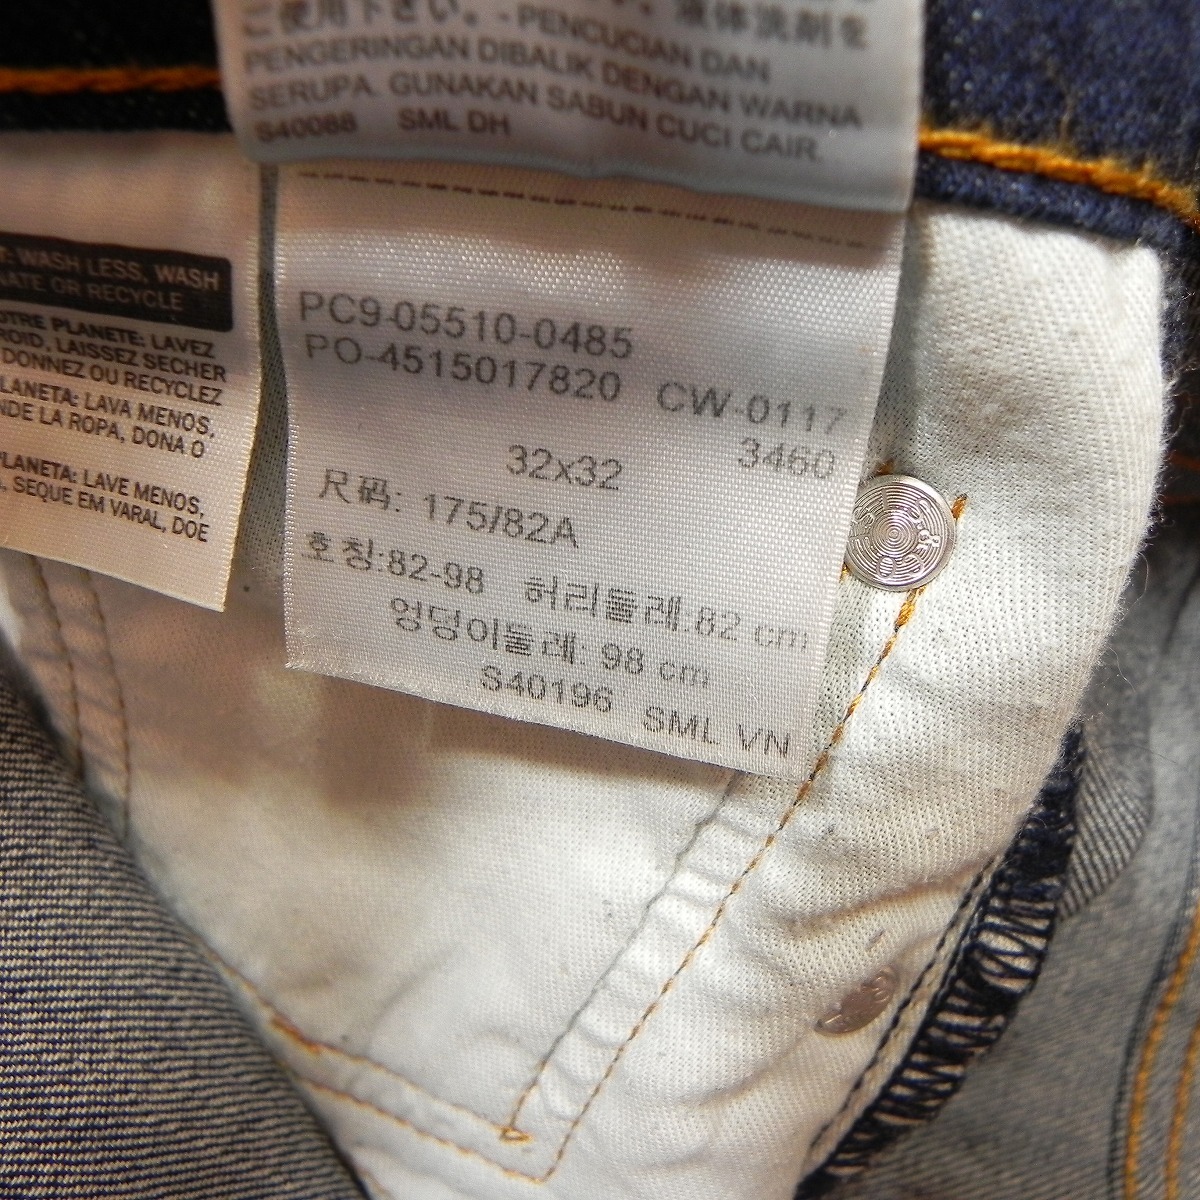 ご使用下さい。-PENCUCIAN DAN
PENGERINGAN DIBALIK DENGAN WARNA
SERUPA. GUNAKAN SABUN CUCI CAIR.
S40088 SML DH
: WASH LESS, WASH
NATE OR RECYCLE
OTRE PLANETE: LAVEZ
ROID, LAISSEZ SECHER
DONNEZ OU RECYCLEZ
PLANETA: LAVA MENOS,
NDE LA ROPA, DONA O
PLANETA: LAVE MENOS,
, SEQUE EM VARAL, DOE
PC9-05510-0485
PO-4515017820 CW-0117
32x32 3460
尺码: 175/82A
호칭:82-98 허리둘레:82 cm
엉덩이둘레: 98 cm
S40196 SML VN